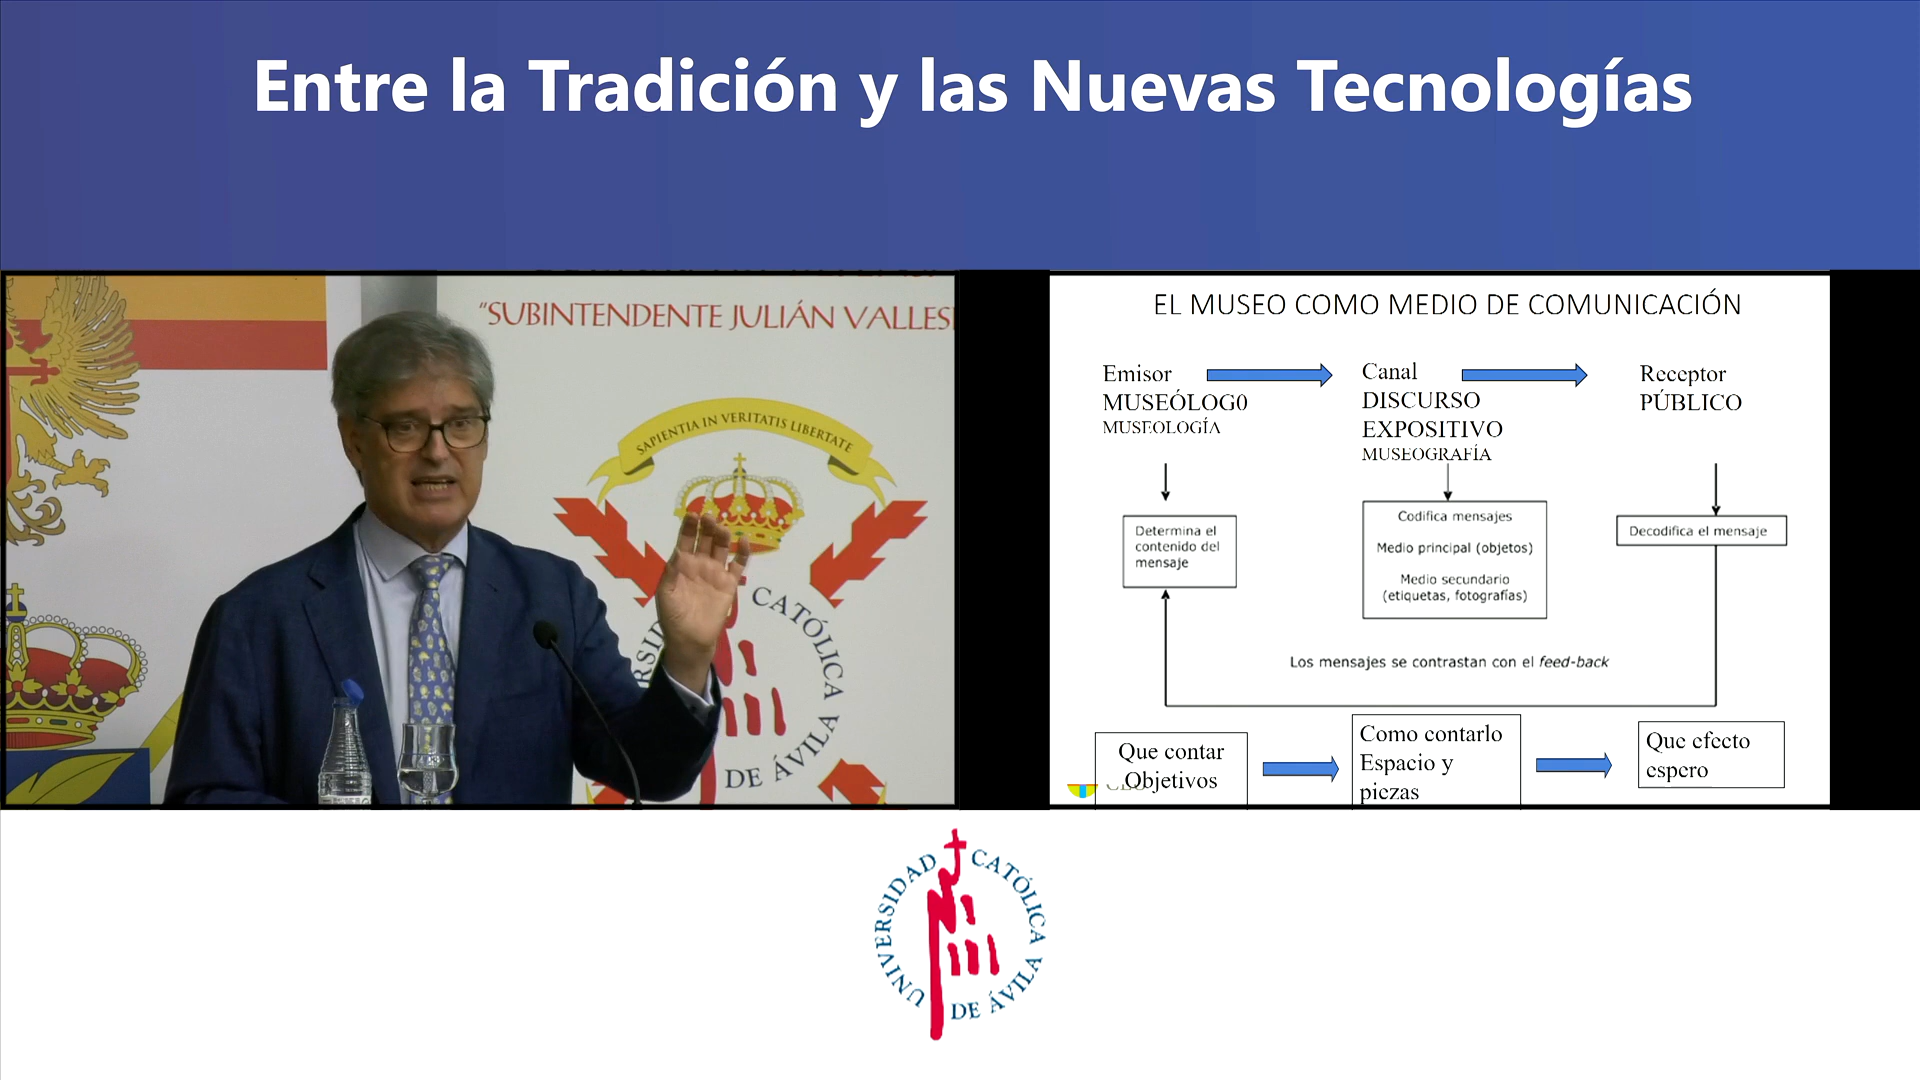 Entre la Tradición y las Nuevas Tecnologías
"SUBINTENDENTE JULIÁN
SAPIENTIA IN VERITATIS LIBERTATE
CATÓLICA
DE ÁVILA
EL MUSEO COMO MEDIO DE COMUNICACIÓN
Emisor
MUSEÓLOG0
MUSEOLOGÍA
Canal
DISCURSO
EXPOSITIVO
MUSEOGRAFÍA
Receptor
PÚBLICO
Determina el
contenido del
mensaje
Codifica mensajes
Medio principal (objetos)
Medio secundario
(etiquetas, fotografías)
Decodifica el mensaje
Los mensajes se contrastan con el feed-back
Que contar
Objetivos
Como contarlo
Espacio y
piezas
Que efecto
espero
UNIVERSIDAD CATÓLICA DE ÁVILA